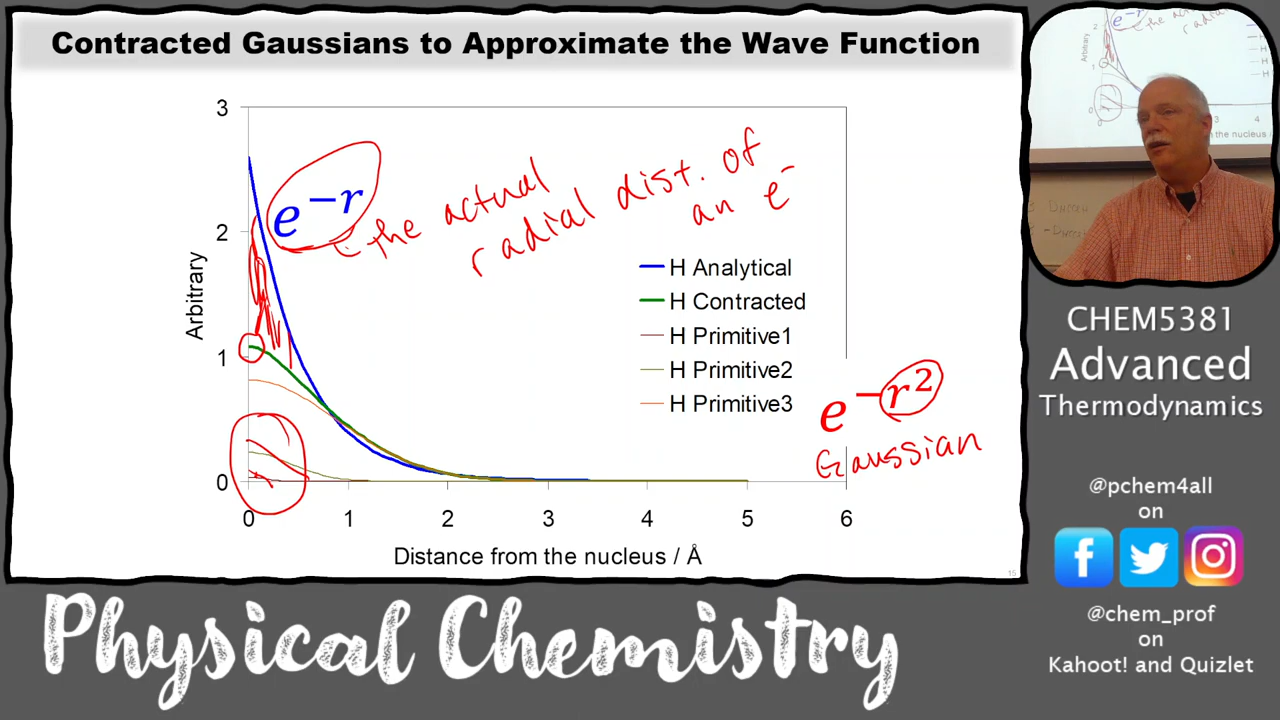 Contracted Gaussians to Approximate the Wave Function
3
e^−r
the actual
radial dist. of
an e⁻
2
Arbitrary
H Analytical
H Contracted
H Primitive1
H Primitive2
H Primitive3
1
e^−r²
Gaussian
0
0 1 2 3 4 5 6
Distance from the nucleus / Å
15
CHEM5381
Advanced
Thermodynamics
@pchem4all
on
@chem_prof
on
Kahoot! and Quizlet
Physical Chemistry